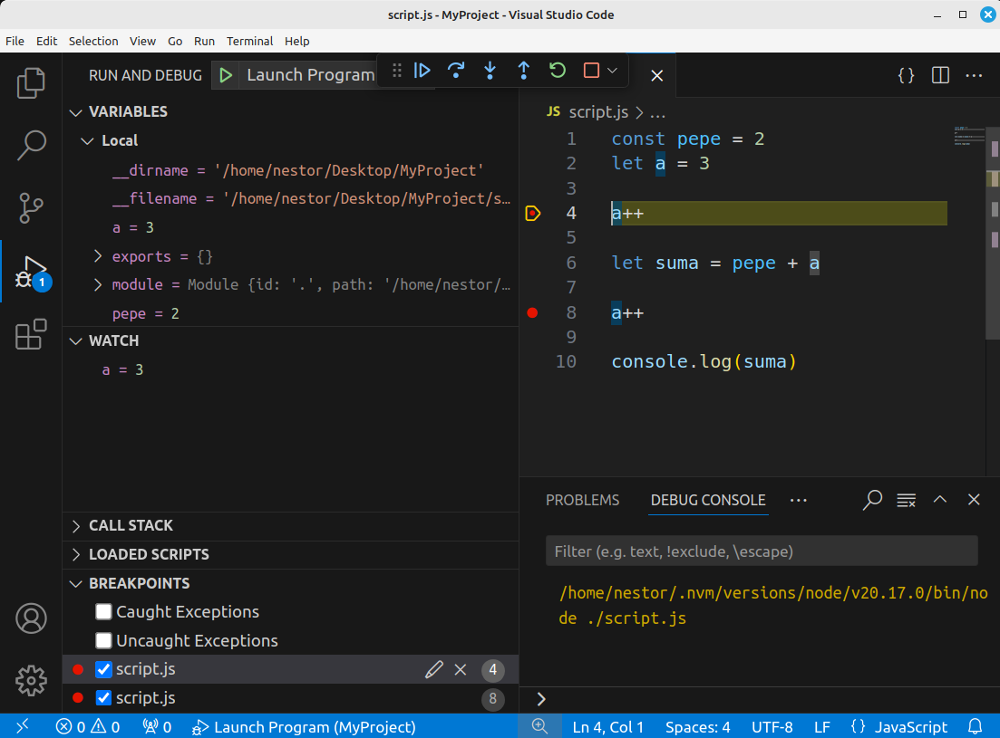 script.js - MyProject - Visual Studio Code
File Edit Selection View Go Run Terminal Help
RUN AND DEBUG Launch Program
VARIABLES
Local
__dirname = '/home/nestor/Desktop/MyProject'
__filename = '/home/nestor/Desktop/MyProject/s…
a = 3
exports = {}
module = Module {id: '.', path: '/home/nestor/…
pepe = 2
WATCH
a = 3
CALL STACK
LOADED SCRIPTS
BREAKPOINTS
Caught Exceptions
Uncaught Exceptions
script.js 4
script.js 8
1
JS script.js > ...
1 const pepe = 2
2 let a = 3
3
4 a++
5
6 let suma = pepe + a
7
8 a++
9
10 console.log(suma)
PROBLEMS DEBUG CONSOLE ...
Filter (e.g. text, !exclude, \escape)
/home/nestor/.nvm/versions/node/v20.17.0/bin/no
de ./script.js
>
0 0 0 Launch Program (MyProject) Ln 4, Col 1 Spaces: 4 UTF-8 LF {} JavaScript